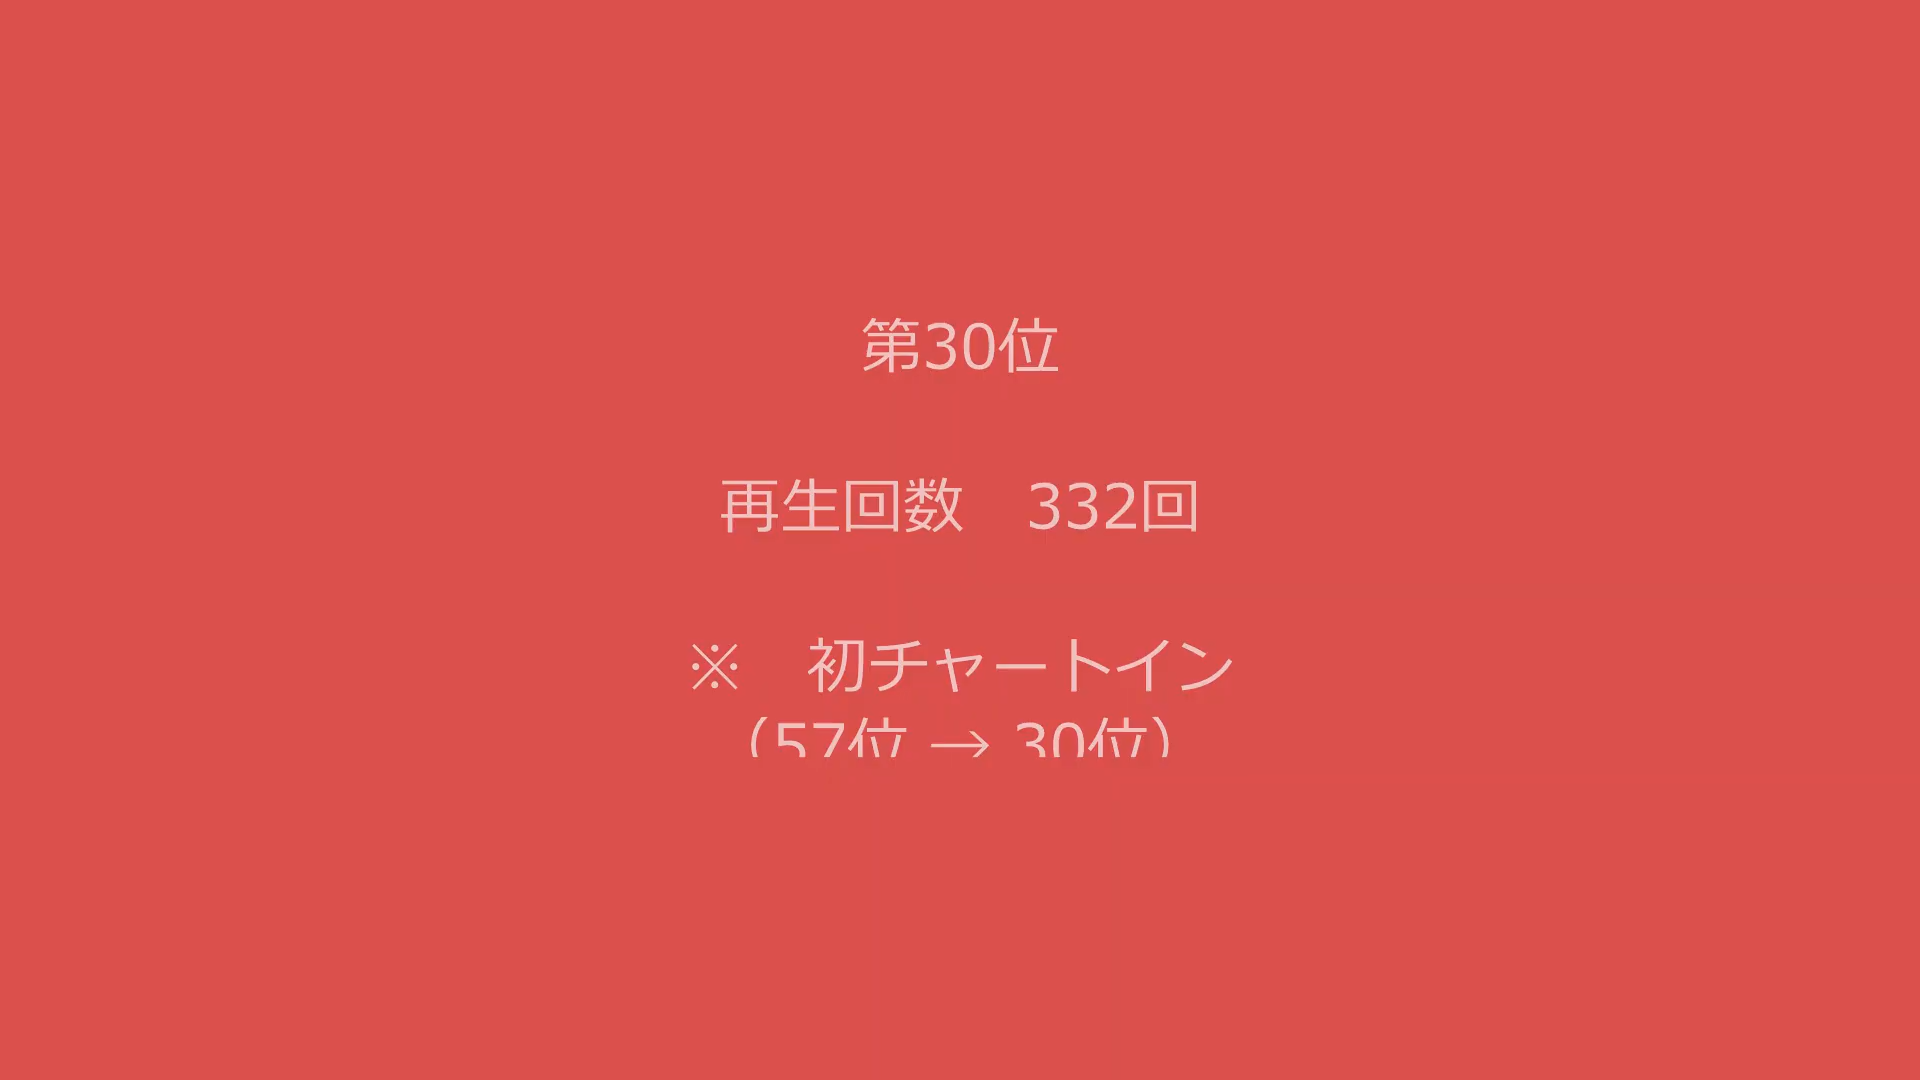 第30位
再生回数　332回
※　初チャートイン
（57位 → 30位）